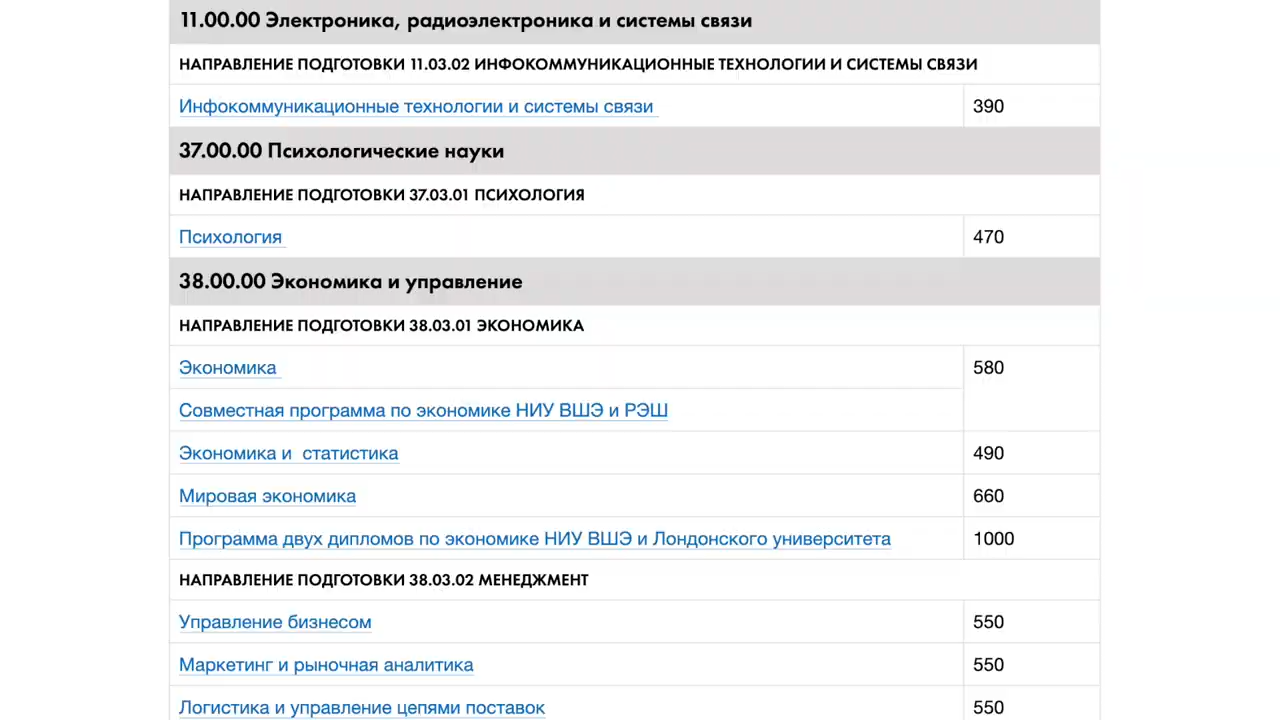 11.00.00 Электроника, радиоэлектроника и системы связи
НАПРАВЛЕНИЕ ПОДГОТОВКИ 11.03.02 ИНФОКОММУНИКАЦИОННЫЕ ТЕХНОЛОГИИ И СИСТЕМЫ СВЯЗИ
Инфокоммуникационные технологии и системы связи 390
37.00.00 Психологические науки
НАПРАВЛЕНИЕ ПОДГОТОВКИ 37.03.01 ПСИХОЛОГИЯ
Психология 470
38.00.00 Экономика и управление
НАПРАВЛЕНИЕ ПОДГОТОВКИ 38.03.01 ЭКОНОМИКА
Экономика 580
Совместная программа по экономике НИУ ВШЭ и РЭШ
Экономика и статистика 490
Мировая экономика 660
Программа двух дипломов по экономике НИУ ВШЭ и Лондонского университета 1000
НАПРАВЛЕНИЕ ПОДГОТОВКИ 38.03.02 МЕНЕДЖМЕНТ
Управление бизнесом 550
Маркетинг и рыночная аналитика 550
Логистика и управление цепями поставок 550